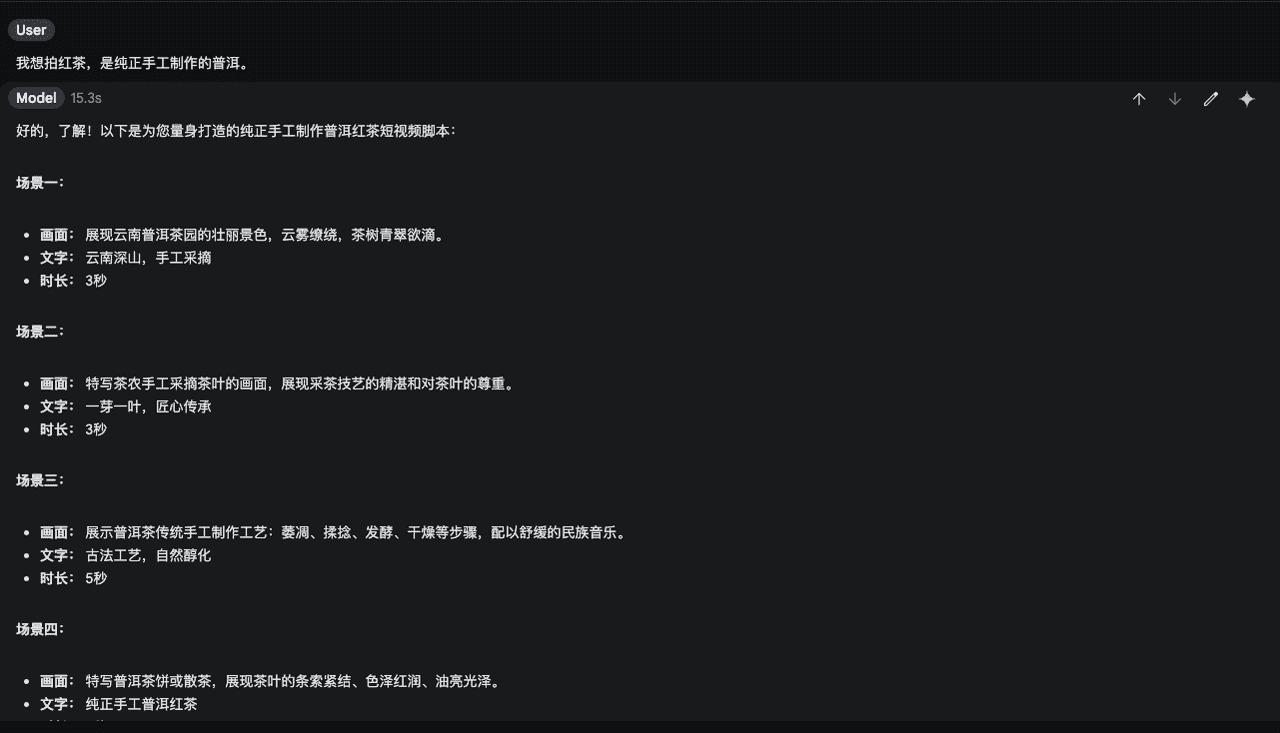 User
我想拍红茶，是纯正手工制作的普洱。
Model 15.3s
好的，了解！以下是为您量身打造的纯正手工制作普洱红茶短视频脚本：
场景一：
画面： 展现云南普洱茶园的壮丽景色，云雾缭绕，茶树青翠欲滴。
文字： 云南深山，手工采摘
时长： 3秒
场景二：
画面： 特写茶农手工采摘茶叶的画面，展现采茶技艺的精湛和对茶叶的尊重。
文字： 一芽一叶，匠心传承
时长： 3秒
场景三：
画面： 展示普洱茶传统手工制作工艺：萎凋、揉捻、发酵、干燥等步骤，配以舒缓的民族音乐。
文字： 古法工艺，自然醇化
时长： 5秒
场景四：
画面： 特写普洱茶饼或散茶，展现茶叶的条索紧结、色泽红润、油亮光泽。
文字： 纯正手工普洱红茶